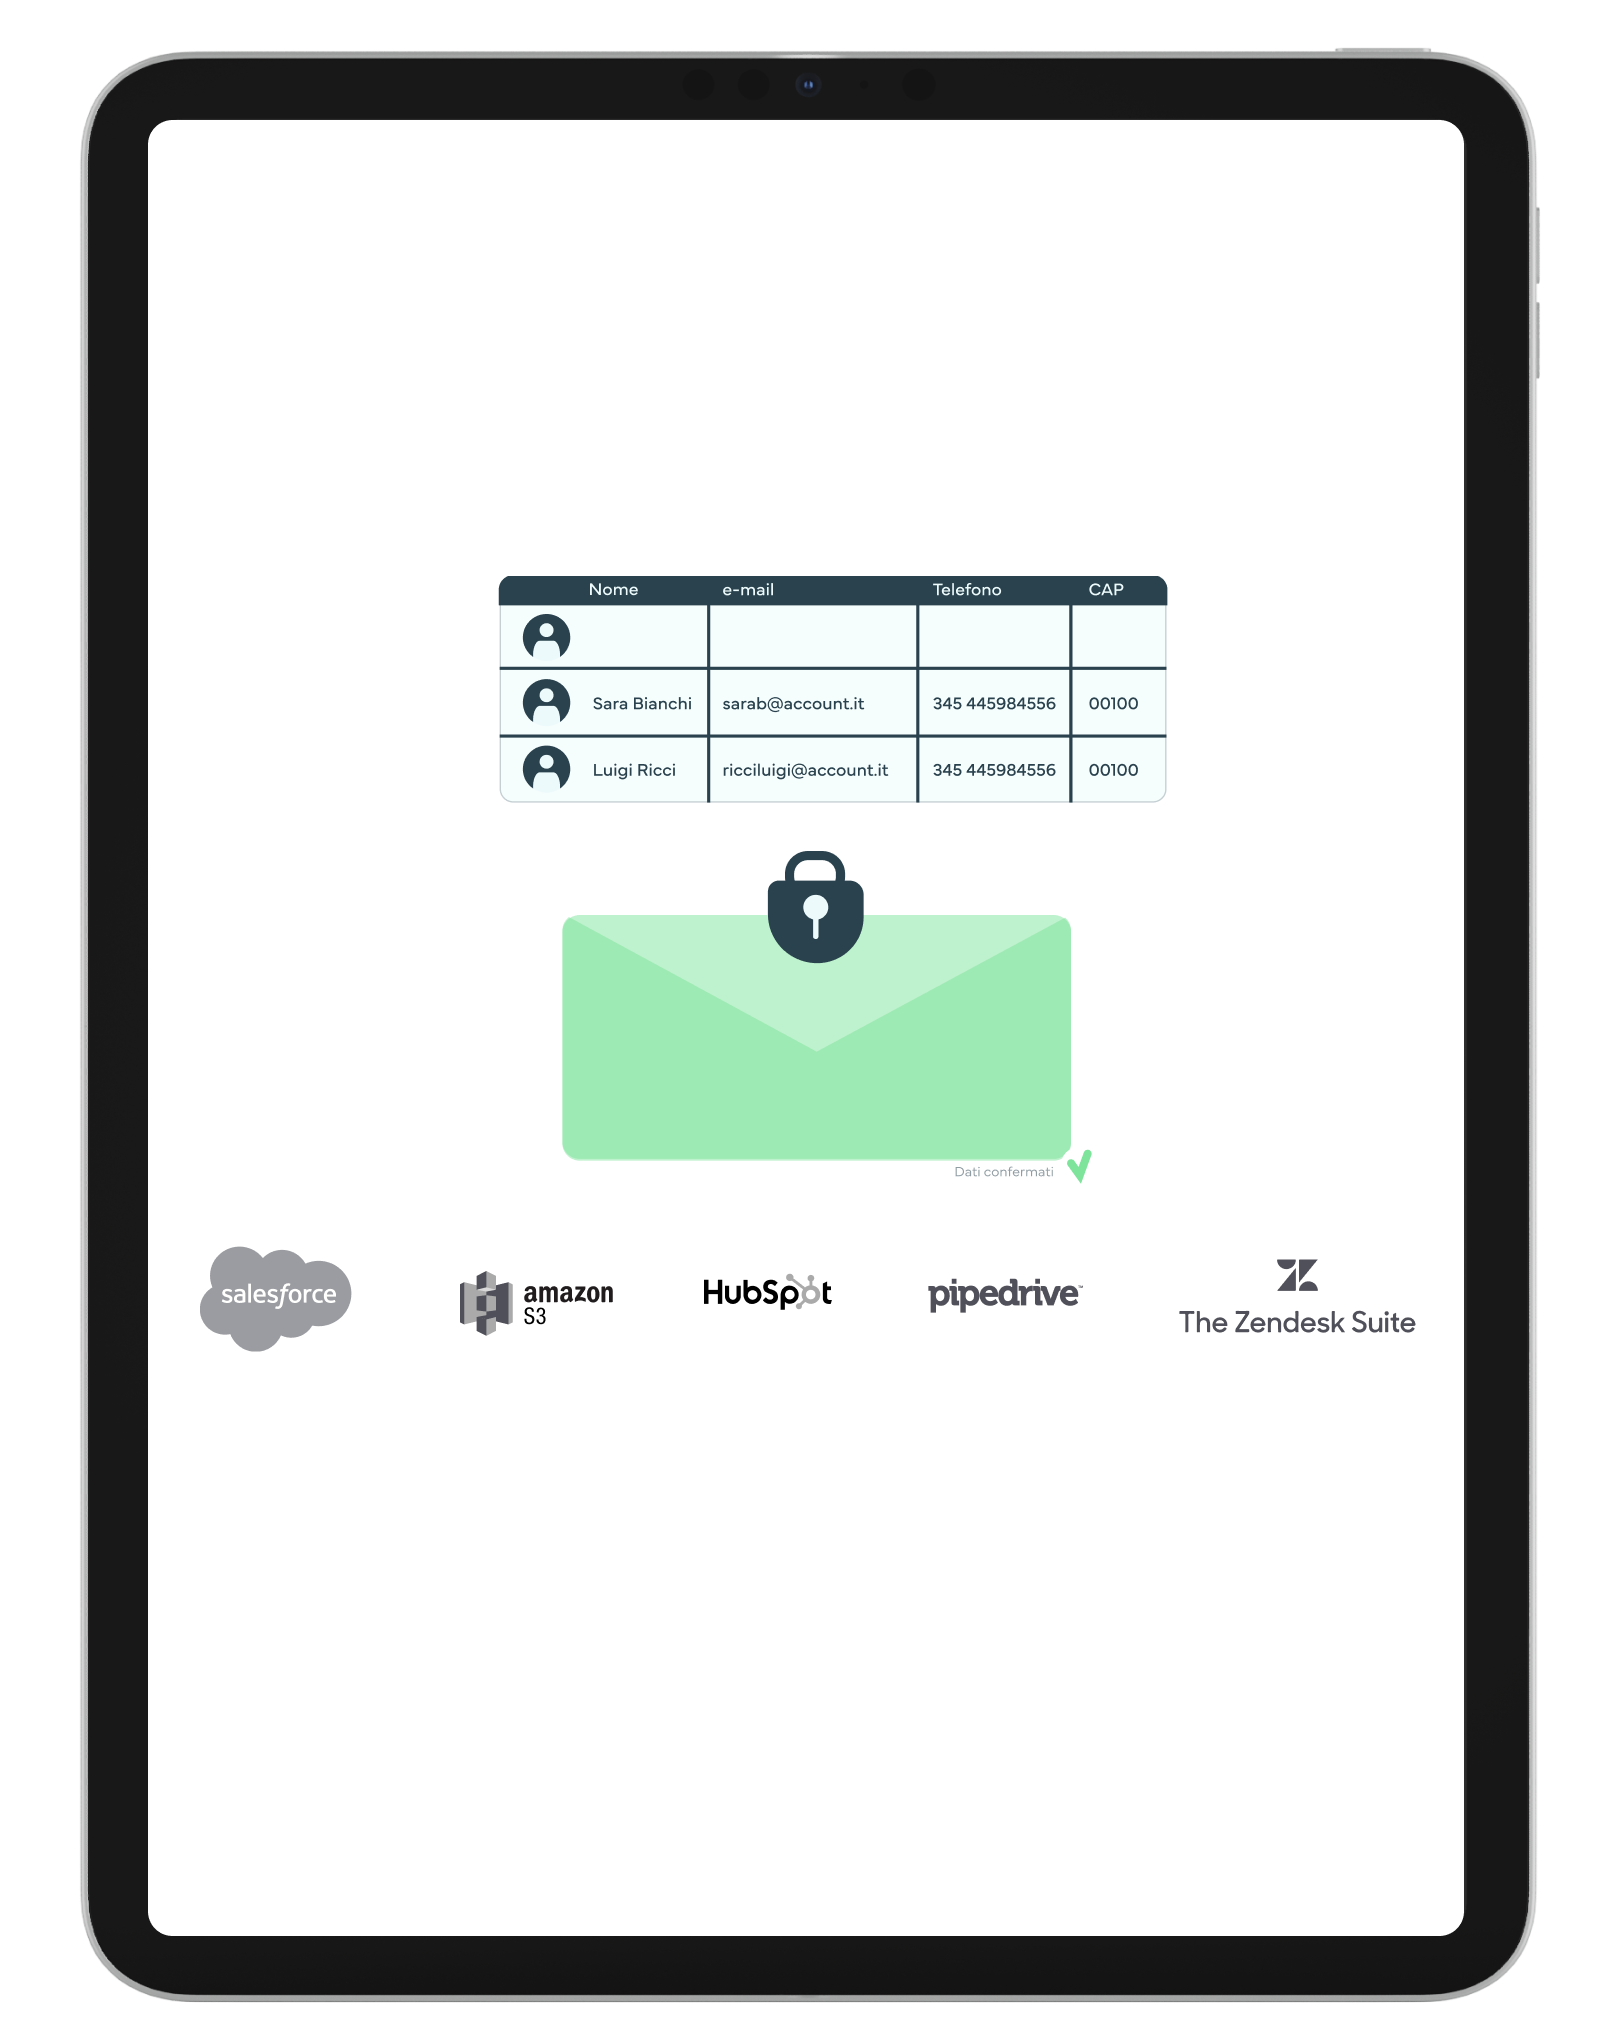 Nome e-mail Telefono CAP
Sara Bianchi sarab@account.it 345 445984556 00100
Luigi Ricci ricciluigi@account.it 345 445984556 00100
Dati confermati
salesforce
amazon
S3
HubSpot
pipedrive™
The Zendesk Suite